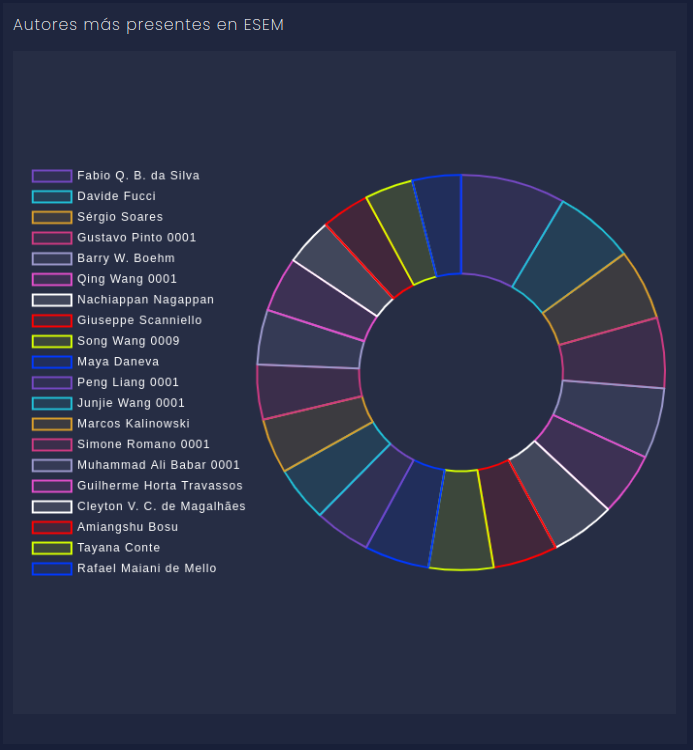 Autores más presentes en ESEM
Fabio Q. B. da Silva
Davide Fucci
Sérgio Soares
Gustavo Pinto 0001
Barry W. Boehm
Qing Wang 0001
Nachiappan Nagappan
Giuseppe Scanniello
Song Wang 0009
Maya Daneva
Peng Liang 0001
Junjie Wang 0001
Marcos Kalinowski
Simone Romano 0001
Muhammad Ali Babar 0001
Guilherme Horta Travassos
Cleyton V. C. de Magalhães
Amiangshu Bosu
Tayana Conte
Rafael Maiani de Mello